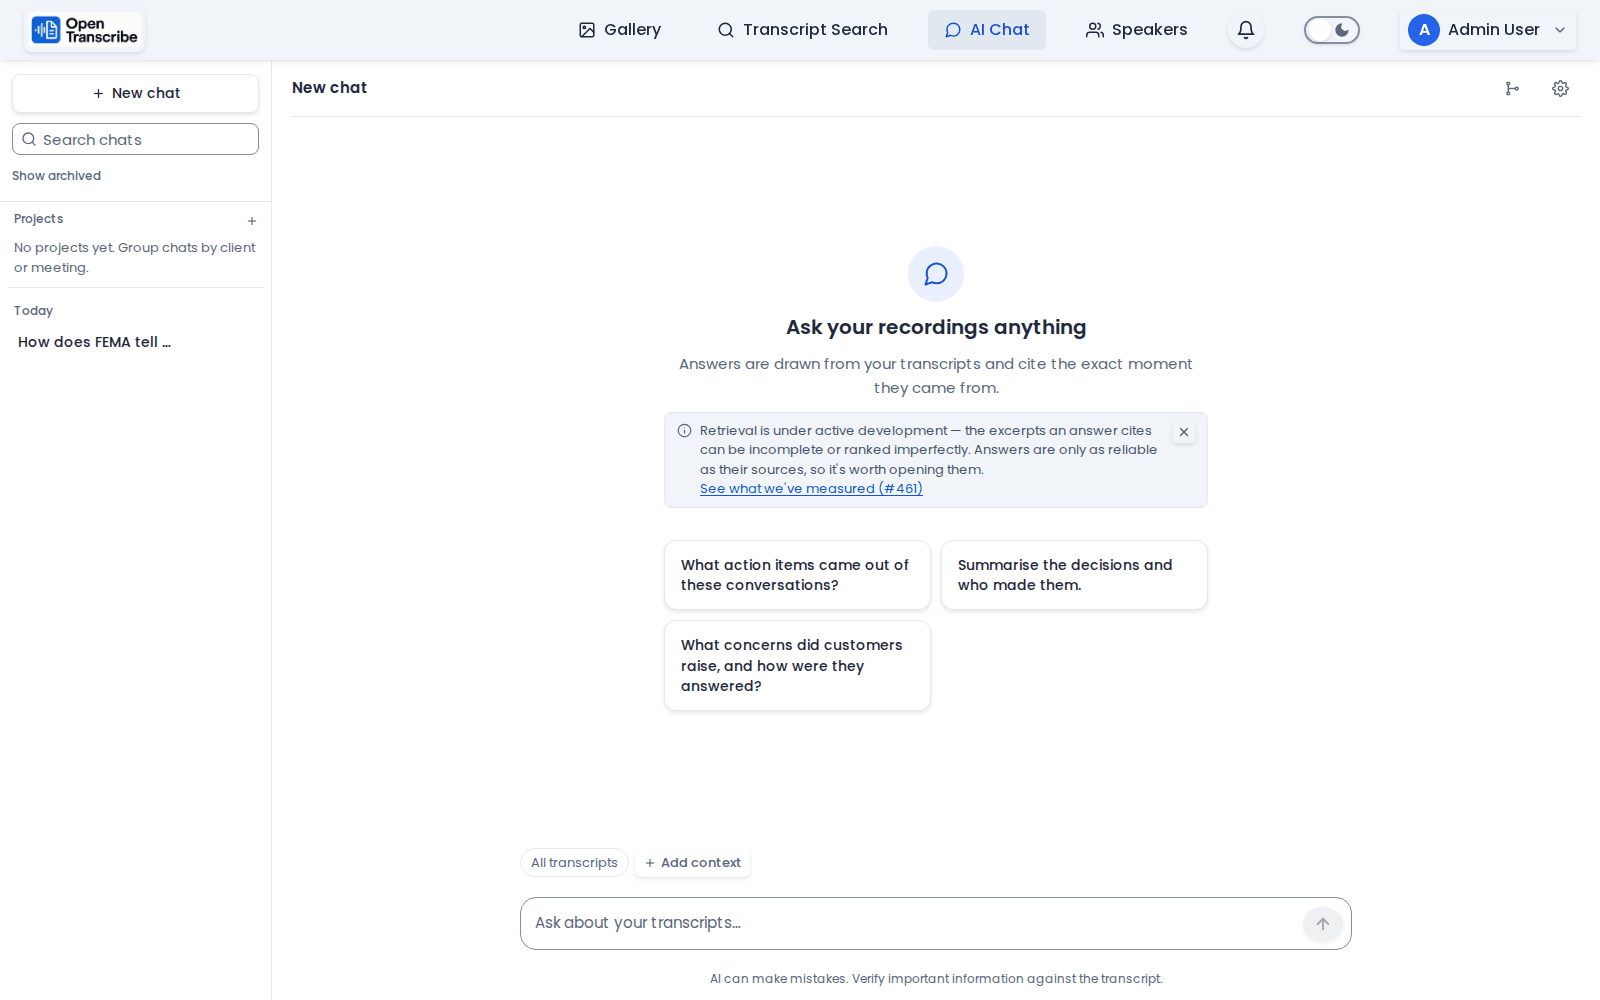 Open
Transcribe
Gallery
Transcript Search
AI Chat
Speakers
A
Admin User
New chat
Search chats
Show archived
Projects
No projects yet. Group chats by client
or meeting.
Today
How does FEMA tell ...
New chat
Ask your recordings anything
Answers are drawn from your transcripts and cite the exact moment
they came from.
Retrieval is under active development — the excerpts an answer cites
can be incomplete or ranked imperfectly. Answers are only as reliable
as their sources, so it's worth opening them.
See what we've measured (#461)
What action items came out of
these conversations?
Summarise the decisions and
who made them.
What concerns did customers
raise, and how were they
answered?
All transcripts
Add context
Ask about your transcripts...
AI can make mistakes. Verify important information against the transcript.